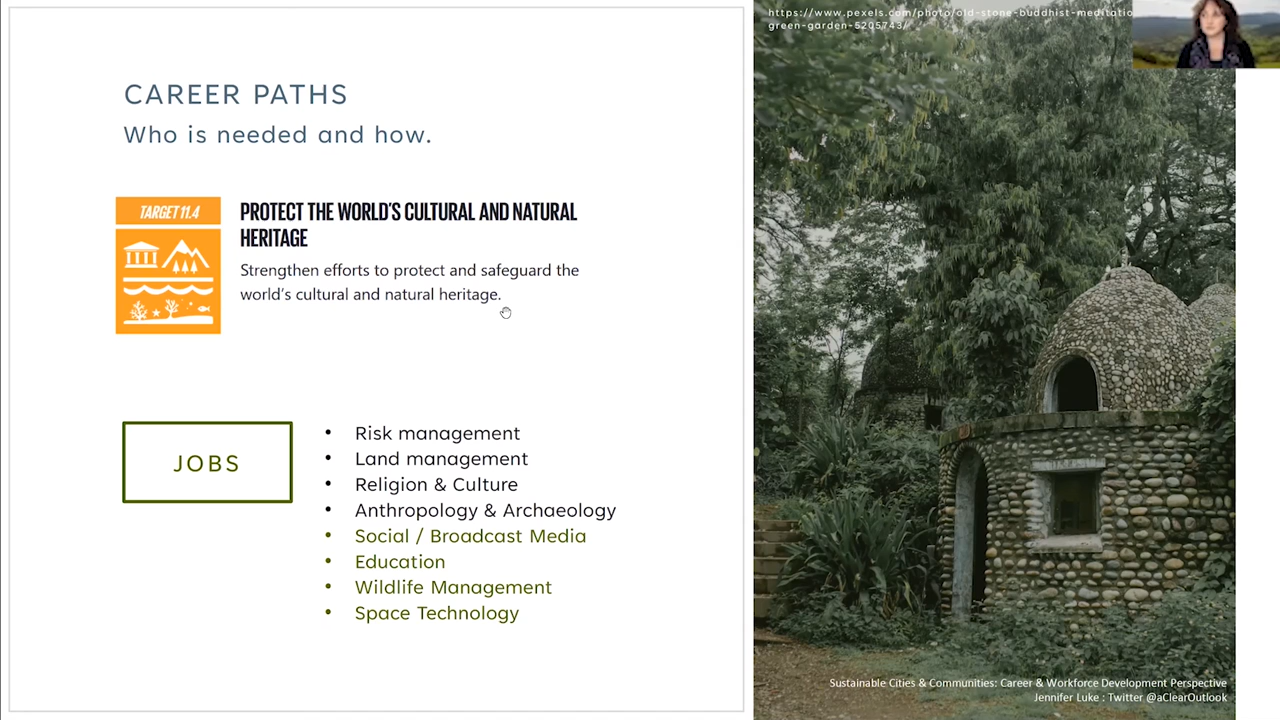 CAREER PATHS
Who is needed and how.
TARGET 11.4
PROTECT THE WORLD'S CULTURAL AND NATURAL
HERITAGE
Strengthen efforts to protect and safeguard the
world's cultural and natural heritage.
JOBS
• Risk management
• Land management
• Religion & Culture
• Anthropology & Archaeology
• Social / Broadcast Media
• Education
• Wildlife Management
• Space Technology
https://www.pexels.com/photo/old-stone-buddhist-meditatio
green-garden-5205743/
Sustainable Cities & Communities: Career & Workforce Development Perspective
Jennifer Luke : Twitter @aClearOutlook